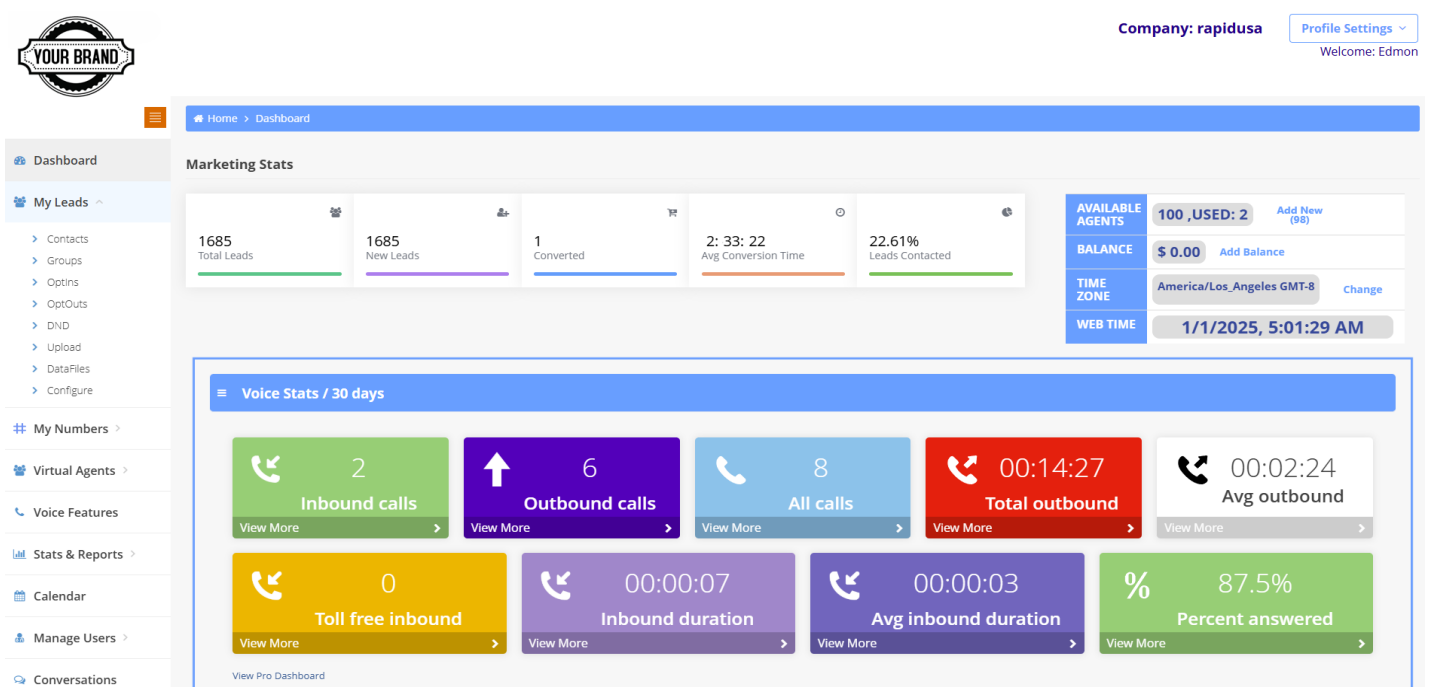 YOUR BRAND
Company: rapidusa
Profile Settings
Welcome: Edmon
Home > Dashboard
Dashboard
My Leads
Contacts
Groups
Optins
OptOuts
DND
Upload
DataFiles
Configure
My Numbers
Virtual Agents
Voice Features
Stats & Reports
Calendar
Manage Users
Conversations
Marketing Stats
1685
Total Leads
1685
New Leads
1
Converted
2: 33: 22
Avg Conversion Time
22.61%
Leads Contacted
AVAILABLE
AGENTS
100 ,USED: 2
Add New
(98)
BALANCE
$ 0.00
Add Balance
TIME
ZONE
America/Los_Angeles GMT-8
Change
WEB TIME
1/1/2025, 5:01:29 AM
Voice Stats / 30 days
2
Inbound calls
View More
6
Outbound calls
View More
8
All calls
View More
00:14:27
Total outbound
View More
00:02:24
Avg outbound
View More
0
Toll free inbound
View More
00:00:07
Inbound duration
View More
00:00:03
Avg inbound duration
View More
% 87.5%
Percent answered
View More
View Pro Dashboard